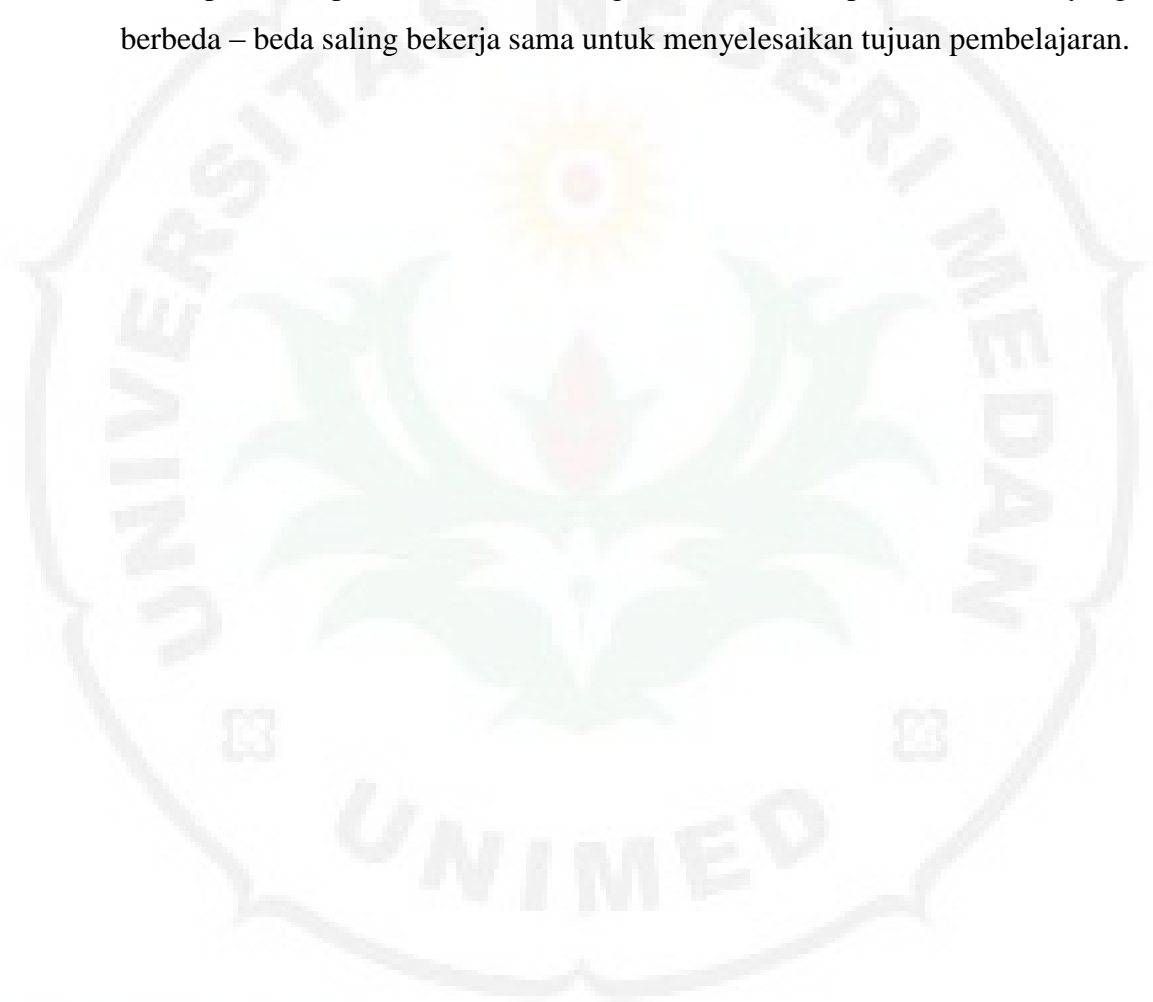 berbeda – beda saling bekerja sama untuk menyelesaikan tujuan pembelajaran.
UNIVERSITAS NEGERI MEDAN
UNIMED